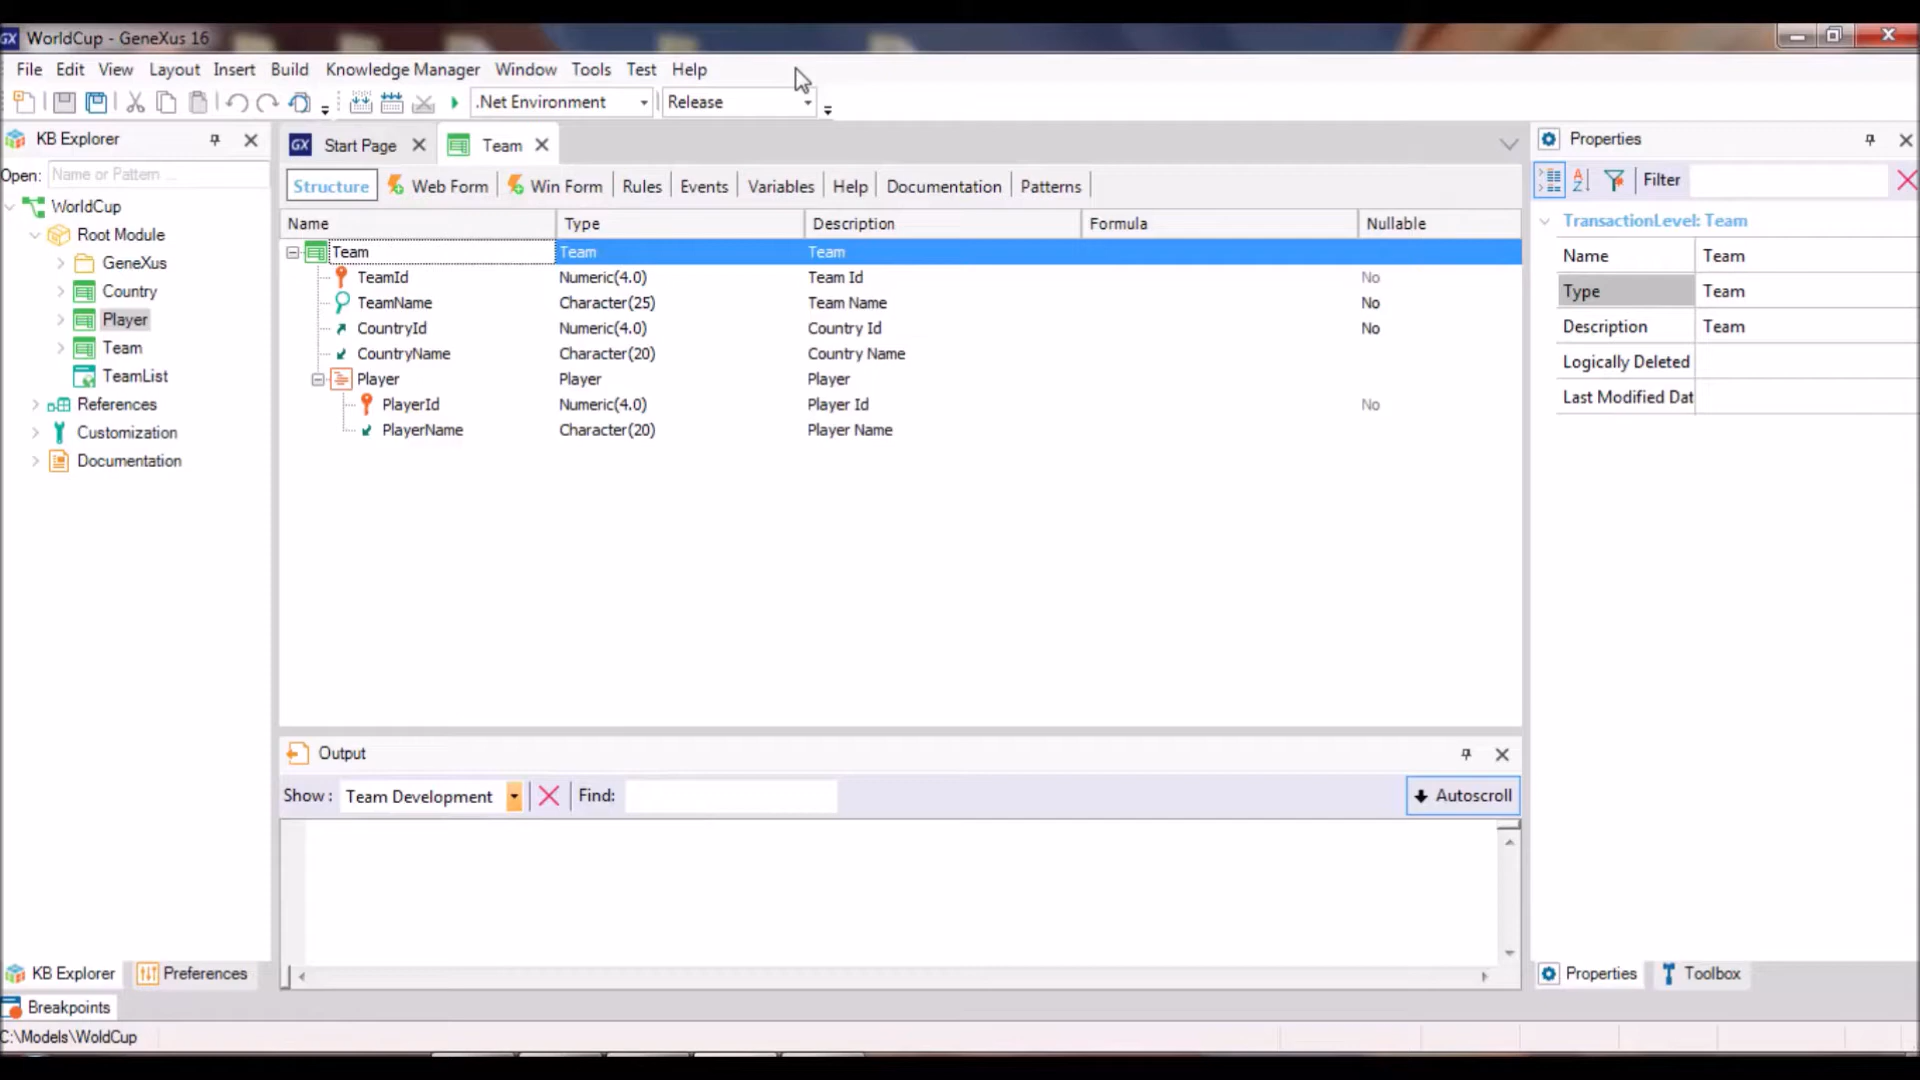 GX WorldCup - GeneXus 16
File Edit View Layout Insert Build Knowledge Manager Window Tools Test Help
.Net Environment Release
KB Explorer
Open: Name or Pattern ...
WorldCup
Root Module
GeneXus
Country
Player
Team
TeamList
References
Customization
Documentation
KB Explorer Preferences
GX Start Page Team
Structure Web Form Win Form Rules Events Variables Help Documentation Patterns
Name Type Description Formula Nullable
Team Team Team
TeamId Numeric(4.0) Team Id No
TeamName Character(25) Team Name No
CountryId Numeric(4.0) Country Id No
CountryName Character(20) Country Name
Player Player Player
PlayerId Numeric(4.0) Player Id No
PlayerName Character(20) Player Name
Output
Show : Team Development Find: Autoscroll
Properties
A Z Filter
TransactionLevel: Team
Name Team
Type Team
Description Team
Logically Deleted
Last Modified Dat
Properties Toolbox
Breakpoints
C:\Models\WoldCup